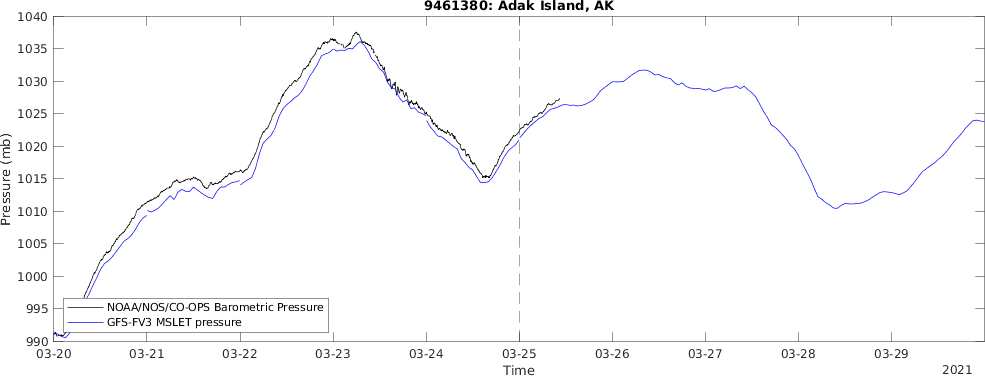 9461380: Adak Island, AK
1040
1035
1030
1025
1020
1015
1010
1005
1000
995
990
Pressure (mb)
NOAA/NOS/CO-OPS Barometric Pressure
GFS-FV3 MSLET pressure
03-20 03-21 03-22 03-23 03-24 03-25 03-26 03-27 03-28 03-29
Time
2021